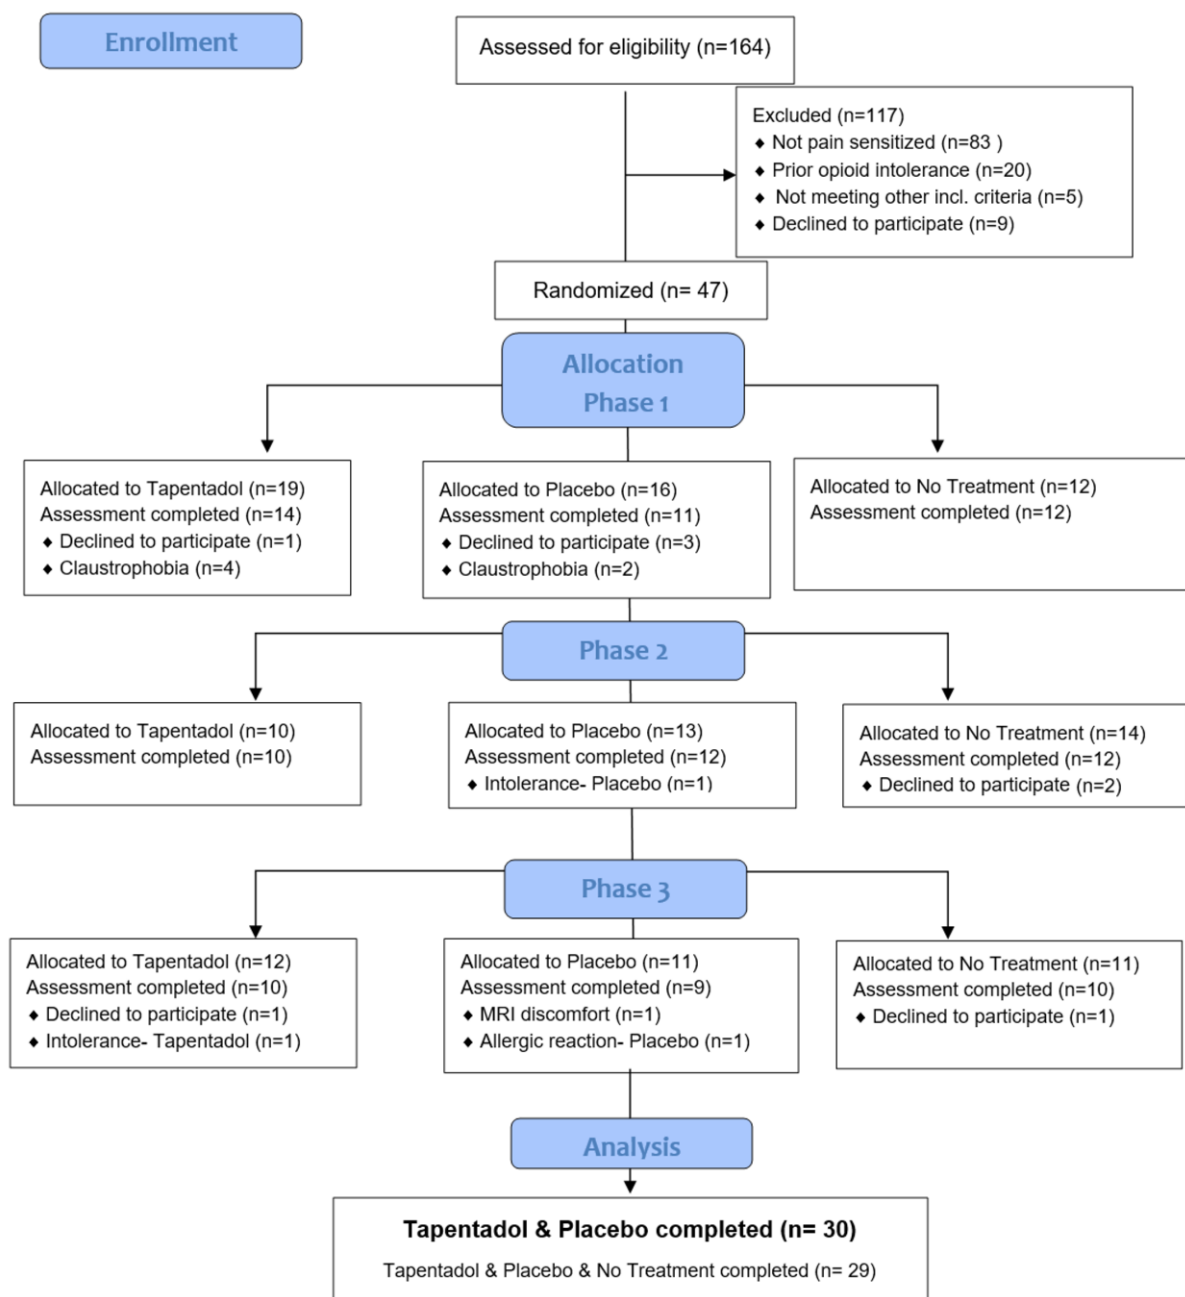 Enrollment
Assessed for eligibility (n=164)
Excluded (n=117)
♦ Not pain sensitized (n=83 )
♦ Prior opioid intolerance (n=20)
♦ Not meeting other incl. criteria (n=5)
♦ Declined to participate (n=9)
Randomized (n= 47)
Allocation
Phase 1
Allocated to Tapentadol (n=19)
Assessment completed (n=14)
♦ Declined to participate (n=1)
♦ Claustrophobia (n=4)
Allocated to Placebo (n=16)
Assessment completed (n=11)
♦ Declined to participate (n=3)
♦ Claustrophobia (n=2)
Allocated to No Treatment (n=12)
Assessment completed (n=12)
Phase 2
Allocated to Tapentadol (n=10)
Assessment completed (n=10)
Allocated to Placebo (n=13)
Assessment completed (n=12)
♦ Intolerance- Placebo (n=1)
Allocated to No Treatment (n=14)
Assessment completed (n=12)
♦ Declined to participate (n=2)
Phase 3
Allocated to Tapentadol (n=12)
Assessment completed (n=10)
♦ Declined to participate (n=1)
♦ Intolerance- Tapentadol (n=1)
Allocated to Placebo (n=11)
Assessment completed (n=9)
♦ MRI discomfort (n=1)
♦ Allergic reaction- Placebo (n=1)
Allocated to No Treatment (n=11)
Assessment completed (n=10)
♦ Declined to participate (n=1)
Analysis
Tapentadol & Placebo completed (n= 30)
Tapentadol & Placebo & No Treatment completed (n= 29)